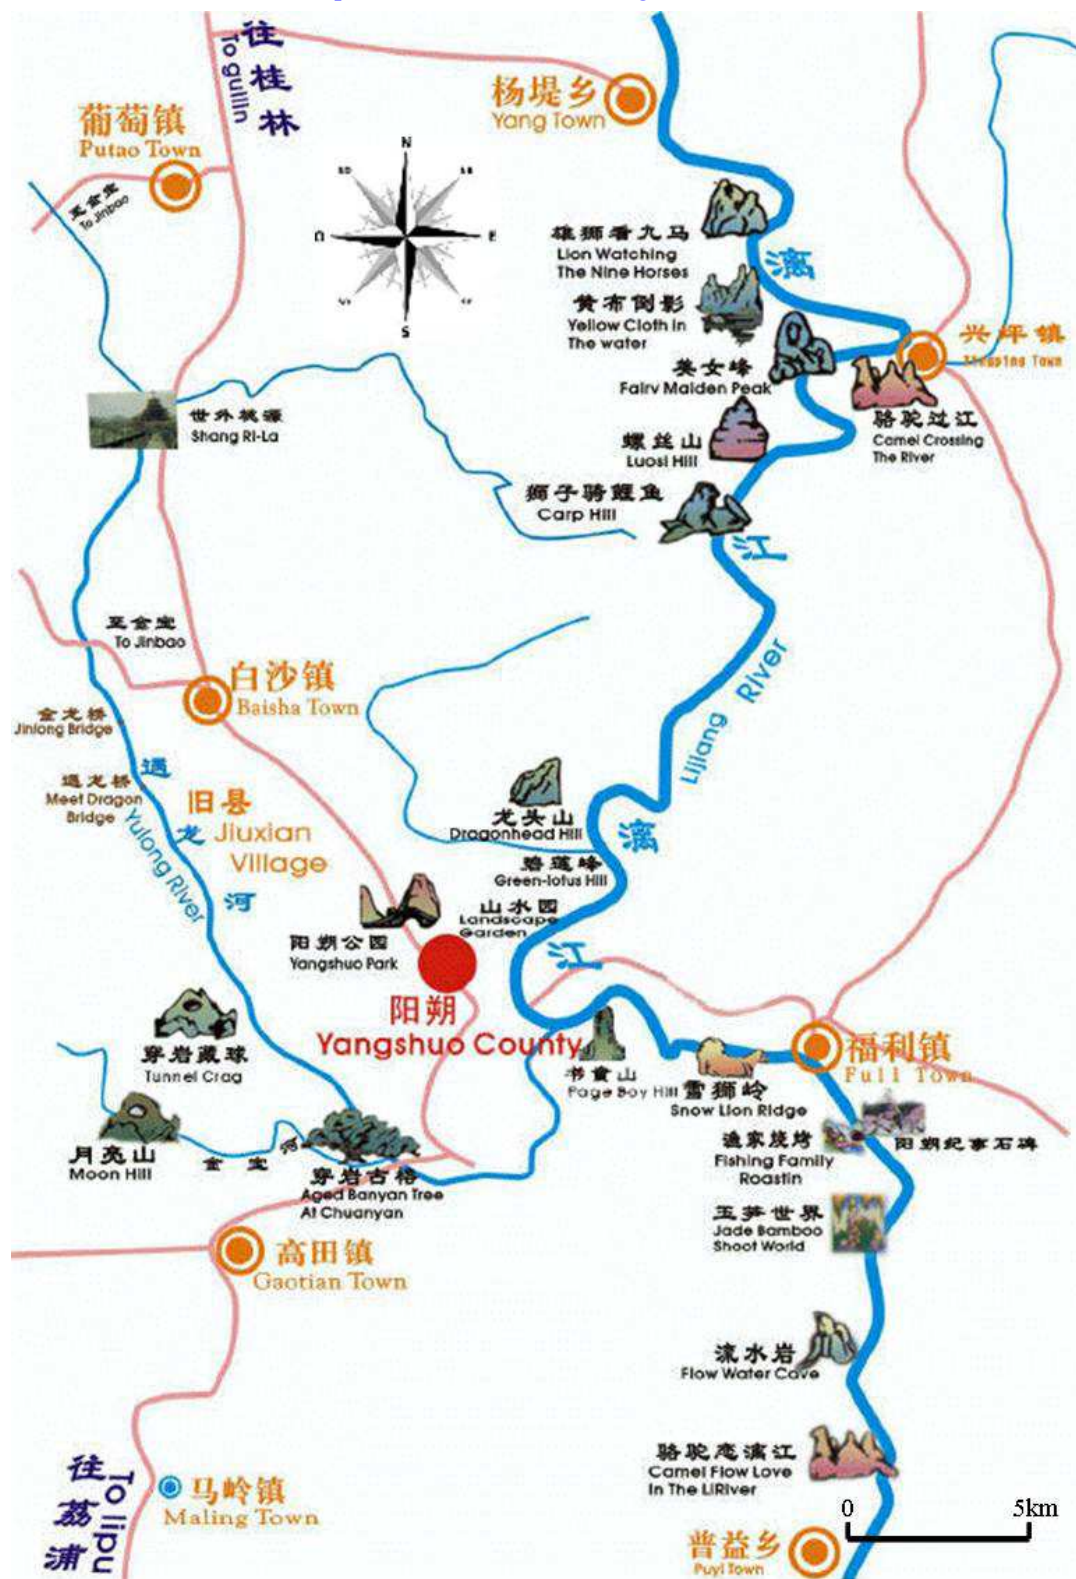 往桂林
To guilin
杨堤乡
Yang Town
葡萄镇
Putao Town
至金宝
To Jinbao
N
E
S
雄狮看九马
Lion Watching
The Nine Horses
漓
黄布倒影
Yellow Cloth in
The water
兴坪镇
美女峰
Fairv Maiden Peak
骆驼过江
Camel Crossing
The River
世外桃源
Shang Ri-La
螺丝山
Luosi Hill
狮子骑鲤鱼
Carp Hill
江
至金宝
To Jinbao
白沙镇
Baisha Town
Lijiang River
金龙桥
Jinlong Bridge
遇龙桥
Meet Dragon
Bridge
遇龙河
Yulong River
旧县
Jiuxian
Village
龙头山
Dragonhead Hill
漓
碧莲峰
Green-lotus Hill
山水园
Landscape
Garden
江
阳朔公园
Yangshuo Park
阳朔
Yangshuo County
穿岩藏球
Tunnel Crag
书童山
Page Boy Hill
雪狮岭
Snow Lion Ridge
福利镇
Full Town
月亮山
Moon Hill
金宝河
穿岩古榕
Aged Banyan Tree
At Chuanyan
渔家烧烤
Fishing Family
Roastin
阳朔纪事石碑
玉笋世界
Jade Bamboo
Shoot World
高田镇
Gaotian Town
流水岩
Flow Water Cave
骆驼恋漓江
Camel Flow Love
In The LiRiver
往荔浦
To lipu
马岭镇
Maling Town
0 5km
普益乡
Puyi Town